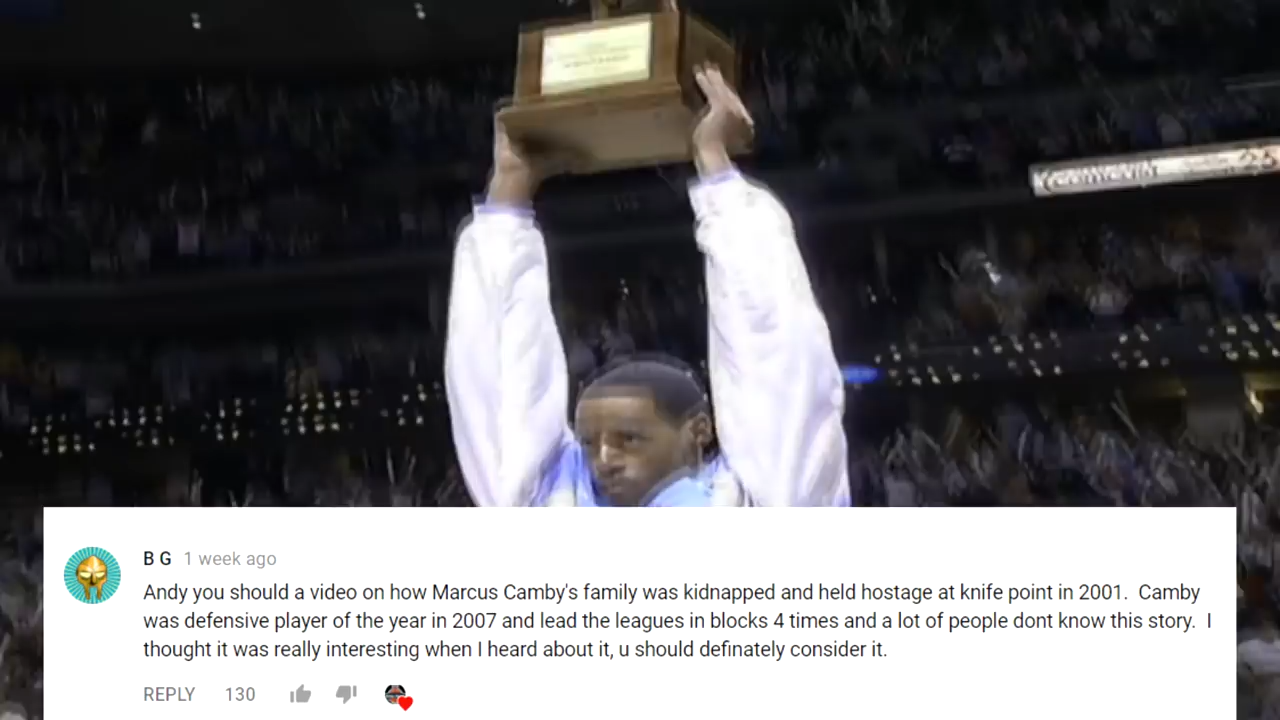 B G 1 week ago
Andy you should a video on how Marcus Camby's family was kidnapped and held hostage at knife point in 2001. Camby
was defensive player of the year in 2007 and lead the leagues in blocks 4 times and a lot of people dont know this story. I
thought it was really interesting when I heard about it, u should definately consider it.
REPLY 130